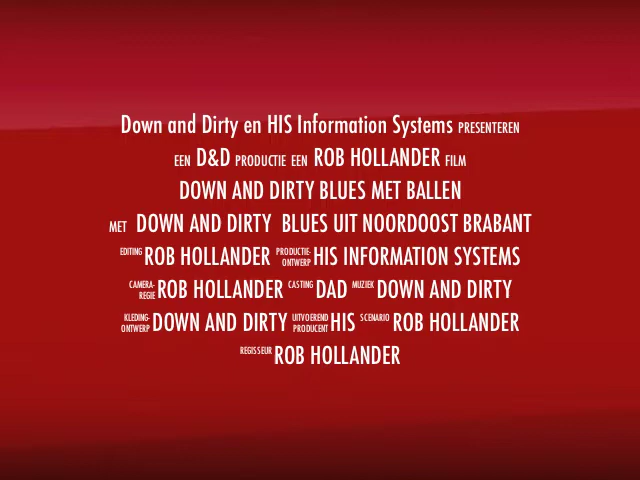 Down and Dirty en HIS Information Systems PRESENTEREN
EEN D&D PRODUCTIE EEN ROB HOLLANDER FILM
DOWN AND DIRTY BLUES MET BALLEN
MET DOWN AND DIRTY BLUES UIT NOORDOOST BRABANT
EDITING ROB HOLLANDER PRODUCTIE-ONTWERP HIS INFORMATION SYSTEMS
CAMERA-REGIE ROB HOLLANDER CASTING DAD MUZIEK DOWN AND DIRTY
KLEDING-ONTWERP DOWN AND DIRTY UITVOEREND PRODUCENT HIS SCENARIO ROB HOLLANDER
REGISSEUR ROB HOLLANDER